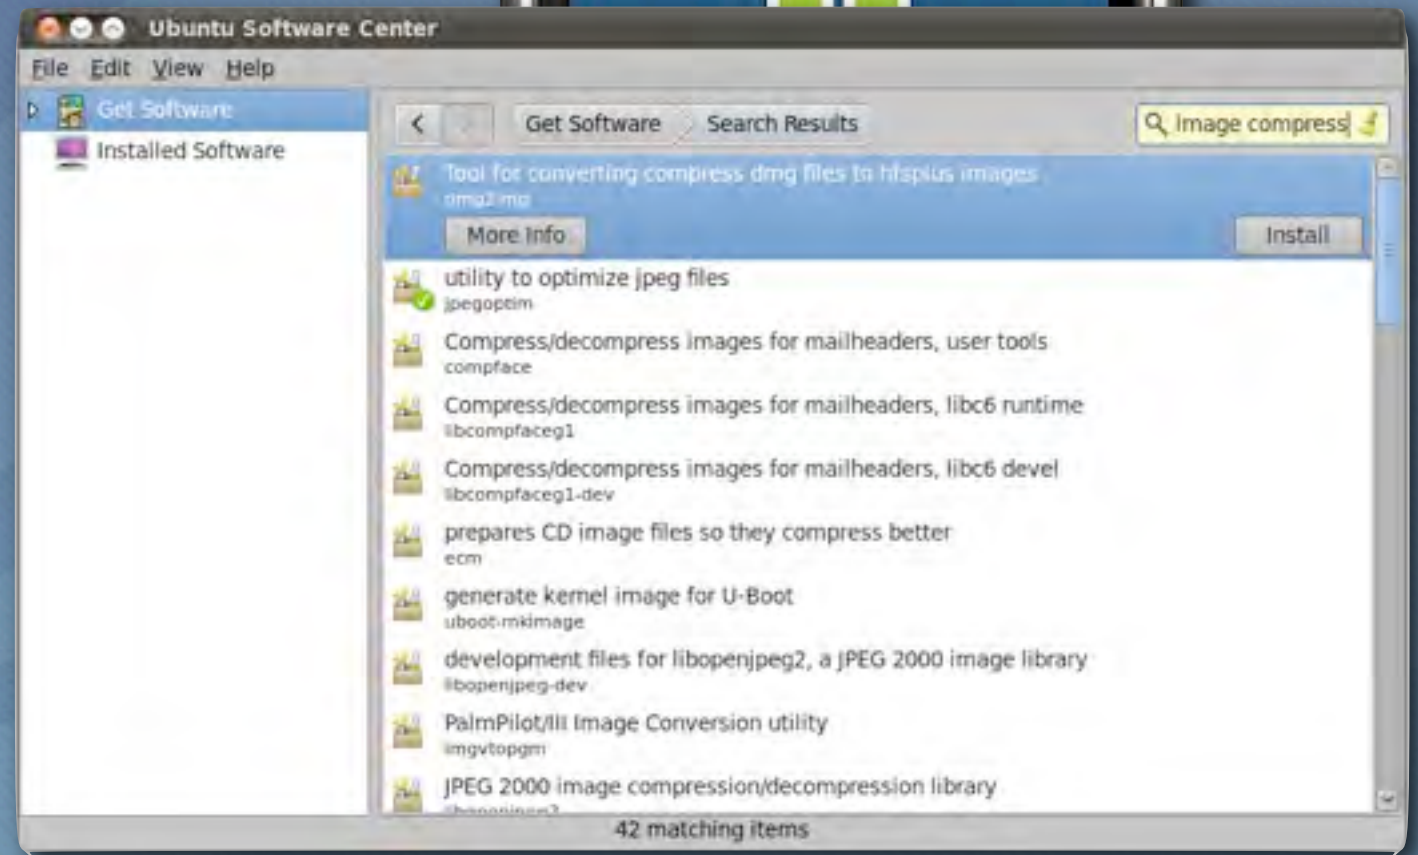 Ubuntu Software Center
File Edit View Help
Get Software
Installed Software
Get Software Search Results
image compress
Tool for converting compress dmg files to hfsplus images
dmg2img
More Info
Install
utility to optimize jpeg files
jpegoptim
Compress/decompress images for mailheaders, user tools
compface
Compress/decompress images for mailheaders, libc6 runtime
libcompfaceg1
Compress/decompress images for mailheaders, libc6 devel
libcompfaceg1-dev
prepares CD image files so they compress better
ecm
generate kernel image for U-Boot
uboot-mkimage
development files for libopenjpeg2, a JPEG 2000 image library
libopenjpeg-dev
PalmPilot/III Image Conversion utility
imgvtopgm
JPEG 2000 image compression/decompression library
42 matching items